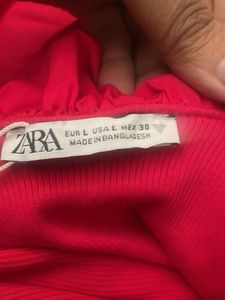 ZARA
EUR L USA L MEX 30
MADE IN BANGLADESH